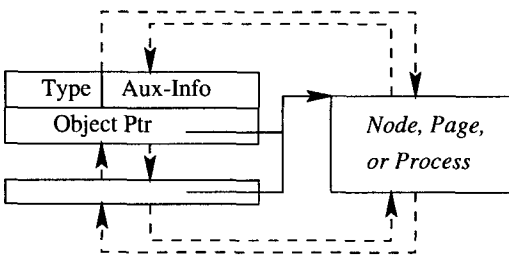 Type Aux-Info
Object Ptr
Node, Page,
or Process